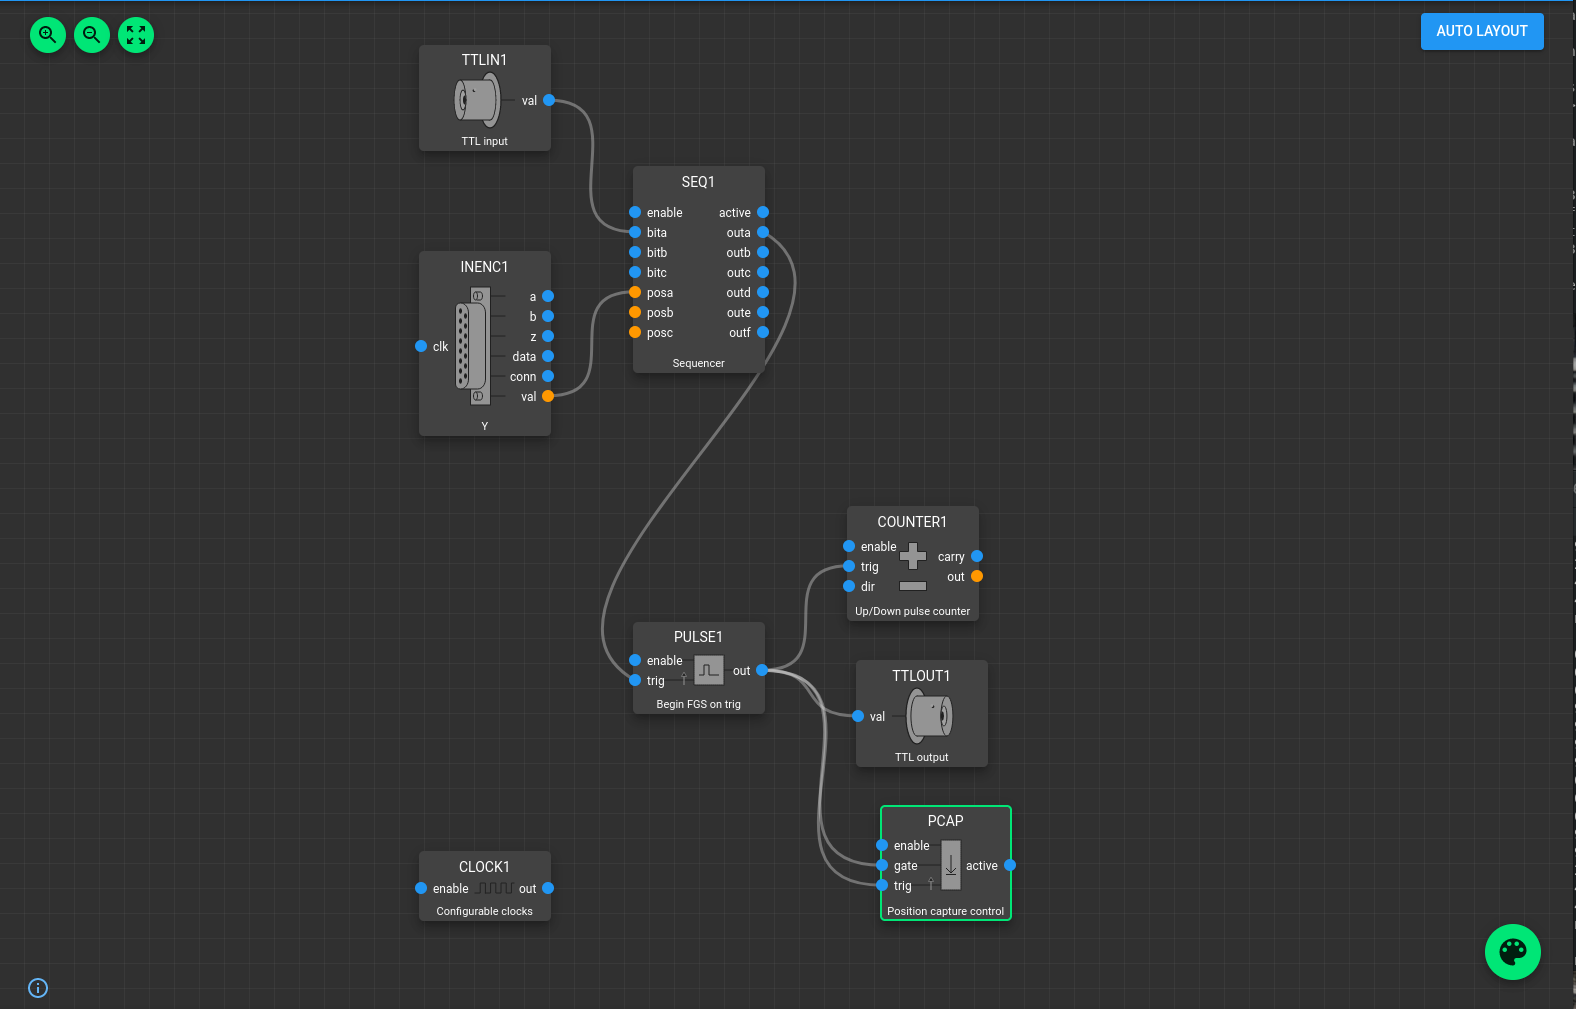 AUTO LAYOUT
TTLIN1
val
TTL input
SEQ1
enable active
bita outa
bitb outb
bitc outc
posa outd
posb oute
posc outf
Sequencer
INENC1
a
b
z
clk
data
conn
val
Y
COUNTER1
enable
carry
trig
out
dir
Up/Down pulse counter
PULSE1
enable
out
trig
Begin FGS on trig
TTLOUT1
val
TTL output
PCAP
enable
gate active
trig
Position capture control
CLOCK1
enable out
Configurable clocks